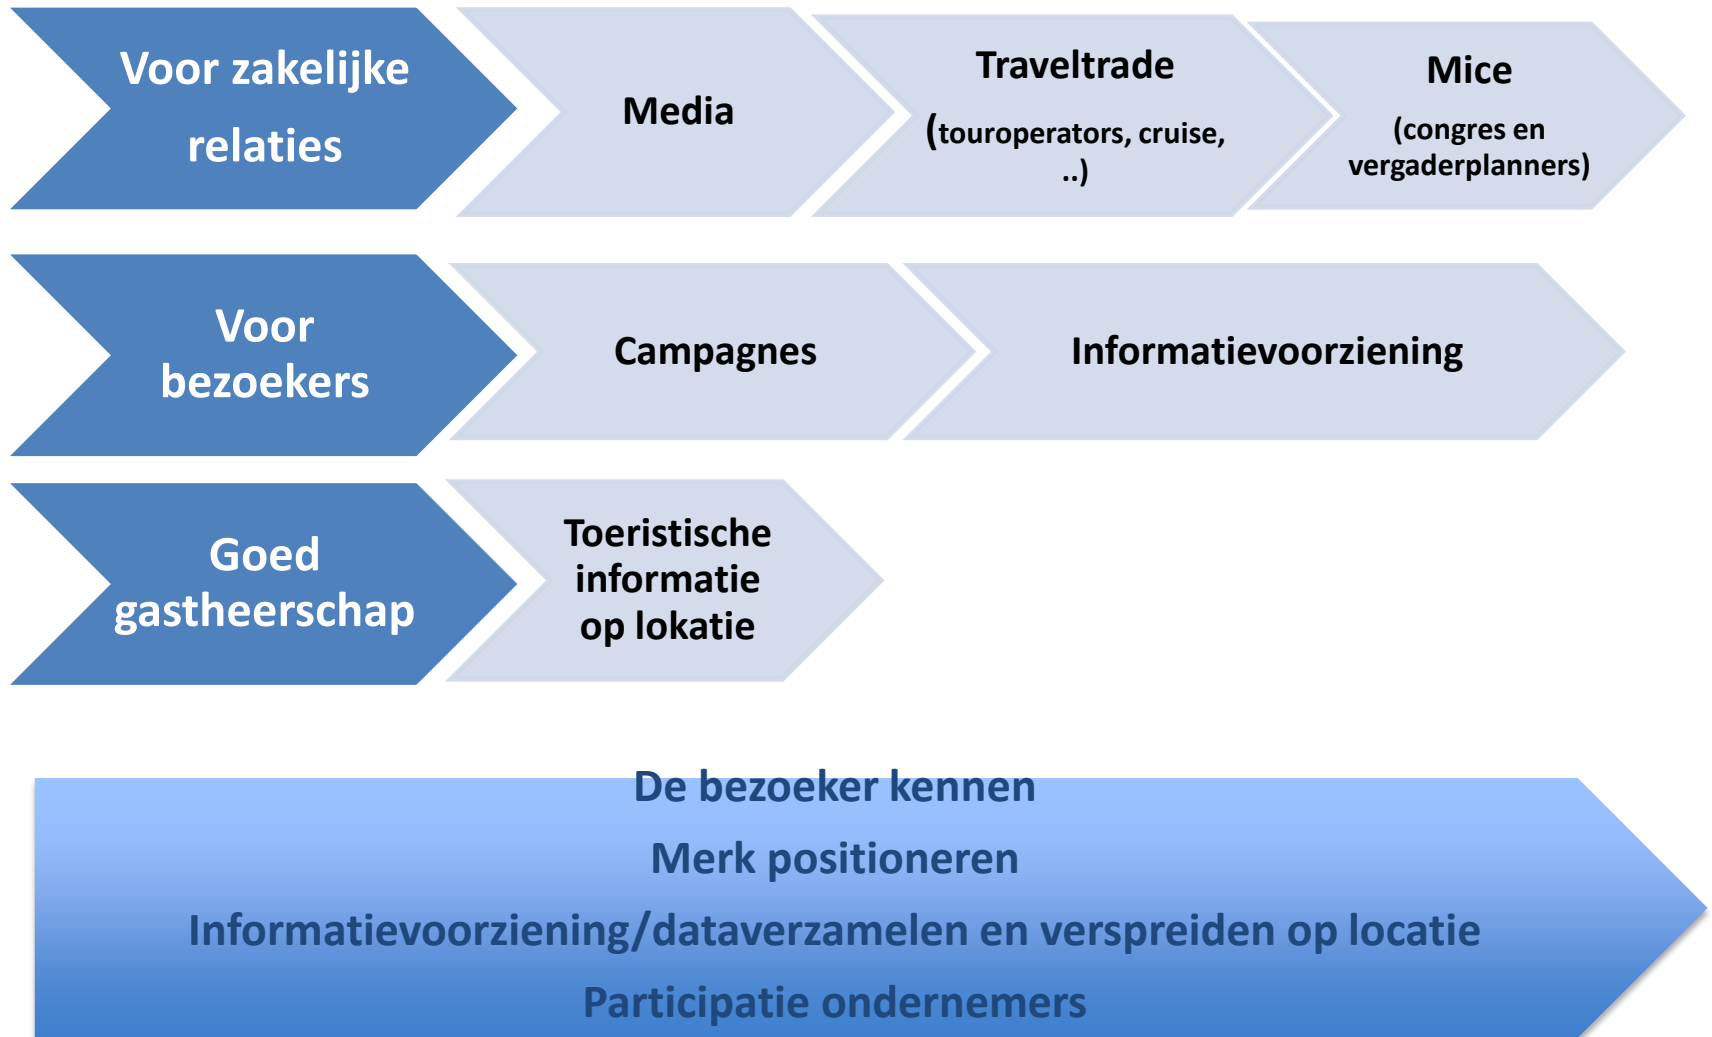 Voor zakelijke
relaties
Media
Traveltrade
(touroperators, cruise,
..)
Mice
(congres en
vergaderplanners)
Voor
bezoekers
Campagnes
Informatievoorziening
Goed
gastheerschap
Toeristische
informatie
op lokatie
De bezoeker kennen
Merk positioneren
Informatievoorziening/dataverzamelen en verspreiden op locatie
Participatie ondernemers